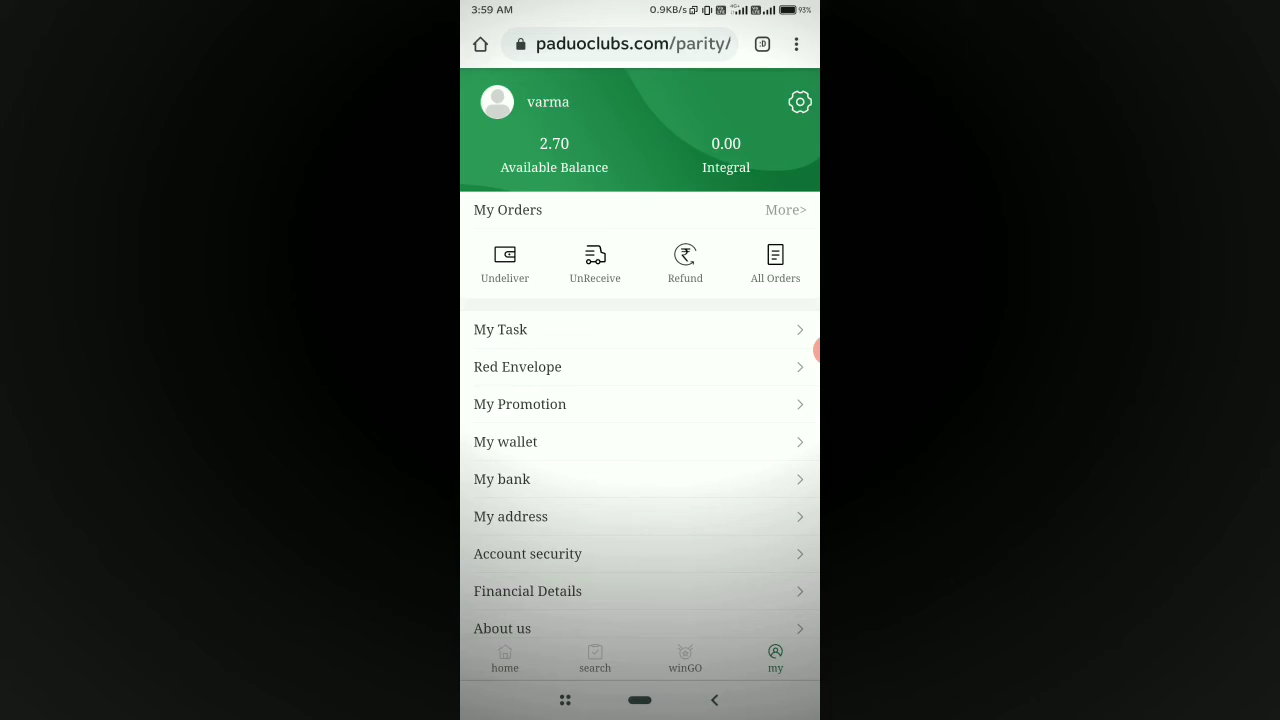 3:59 AM 0.9KB/s 4G+ 93%
paduoclubs.com/parity/ :D
varma
2.70 0.00
Available Balance Integral
My Orders More>
Undeliver UnReceive Refund All Orders
My Task
Red Envelope
My Promotion
My wallet
My bank
My address
Account security
Financial Details
About us
home search winGO my